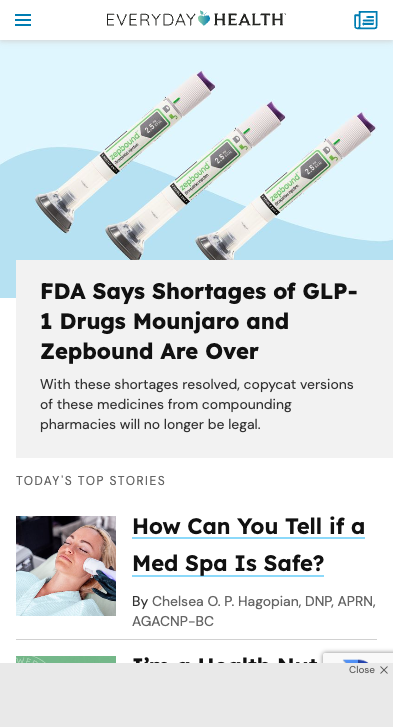 EVERYDAY HEALTH
zepbound
2.5
zepbound
2.5
zepbound
2.5
FDA Says Shortages of GLP-
1 Drugs Mounjaro and
Zepbound Are Over
With these shortages resolved, copycat versions
of these medicines from compounding
pharmacies will no longer be legal.
TODAY'S TOP STORIES
How Can You Tell if a
Med Spa Is Safe?
By Chelsea O. P. Hagopian, DNP, APRN,
AGACNP-BC
I'm a Health Nut
Close